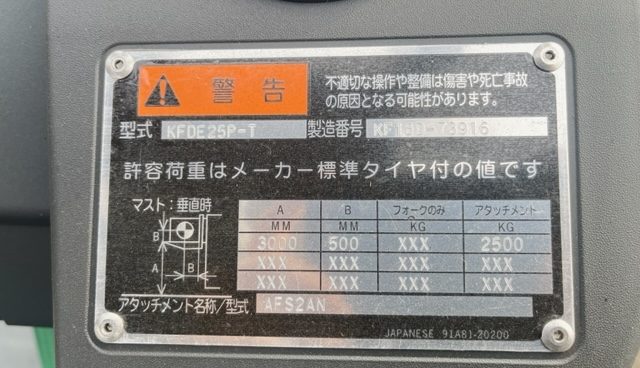 警告
不適切な操作や整備は傷害や死亡事故
の原因となる可能性があります。
型式 KFDE25P-T 製造番号
許容荷重はメーカー標準タイヤ付の値です
マスト：垂直時
A B フォークのみ アタッチメント
MM MM KG KG
3000 500 XXX 2500
XXX XXX XXX XXX
XXX XXX XXX XXX
B
A B
アタッチメント名称/型式 AFS2AN
JAPANESE 91A81-20200